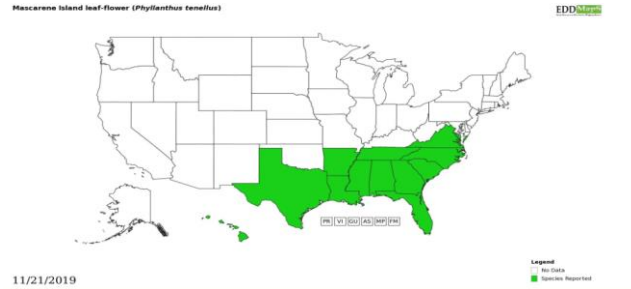 Mascarene Island leaf-flower (Phyllanthus tenellus)
EDDMapS
PR VI GU AS MP FM
Legend
No Data
Species Reported
11/21/2019